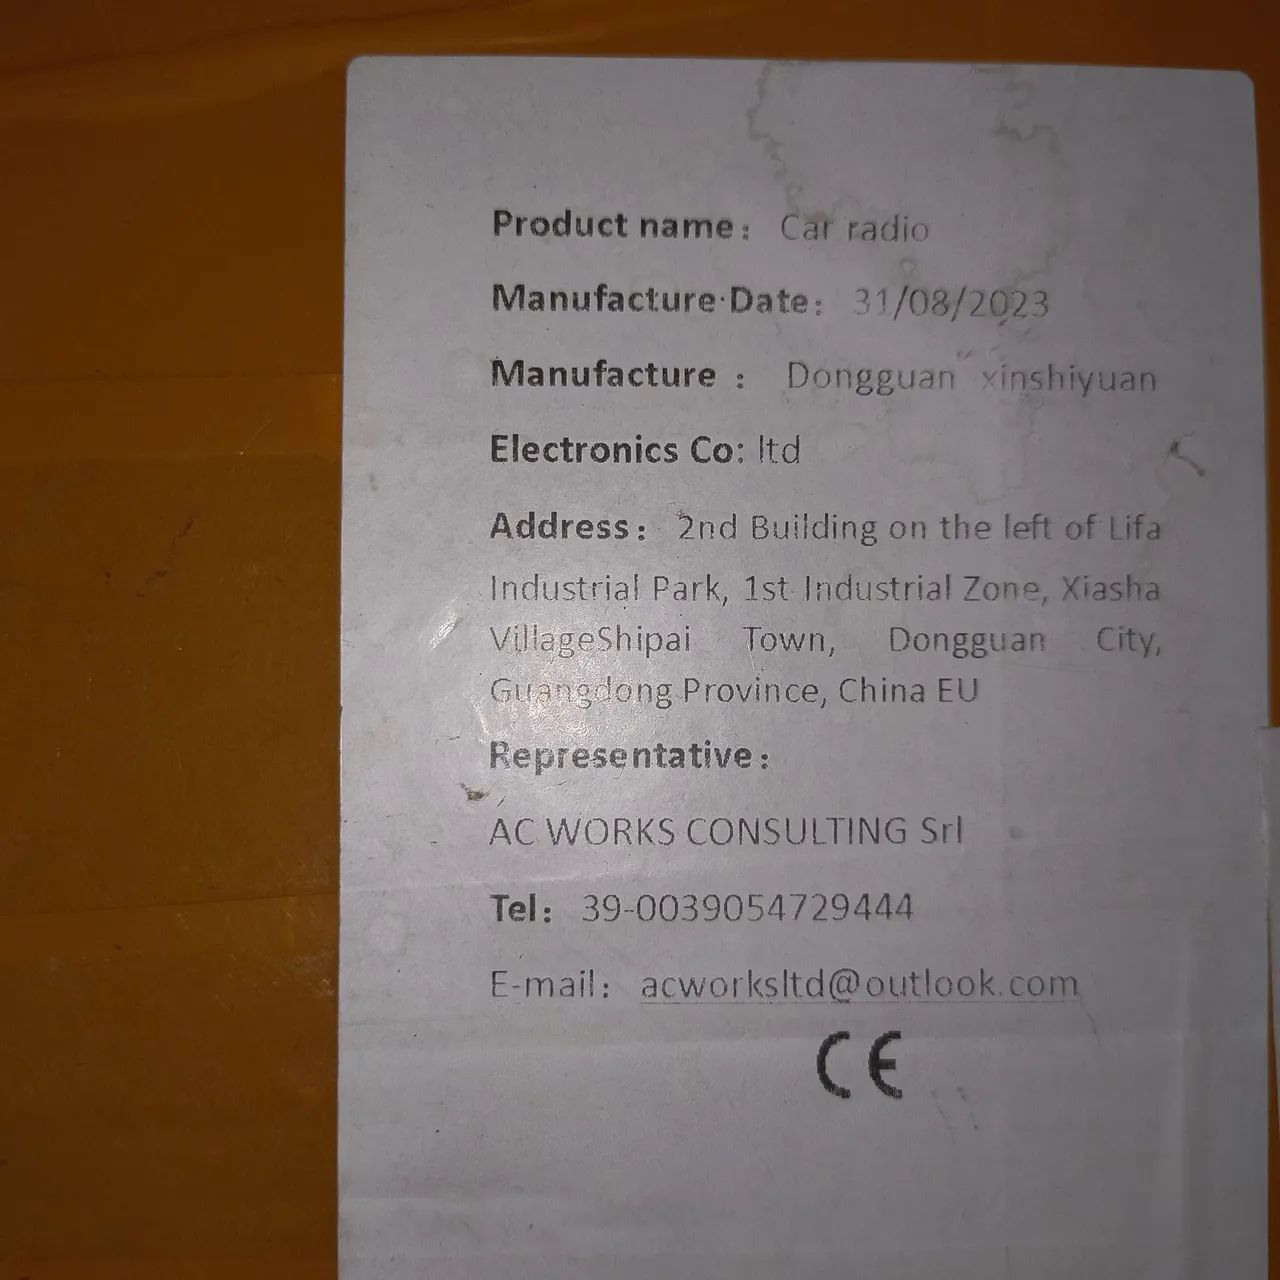 Product name： Car radio
Manufacture·Date： 31/08/2023
Manufacture ： Dongguan xinshiyuan
Electronics Co: ltd
Address： 2nd Building on the left of Lifa
Industrial Park, 1st Industrial Zone, Xiasha
VillageShipai Town, Dongguan City,
Guangdong Province, China EU
Representative：
AC WORKS CONSULTING Srl
Tel： 39-0039054729444
E-mail： acworksltd@outlook.com
CE